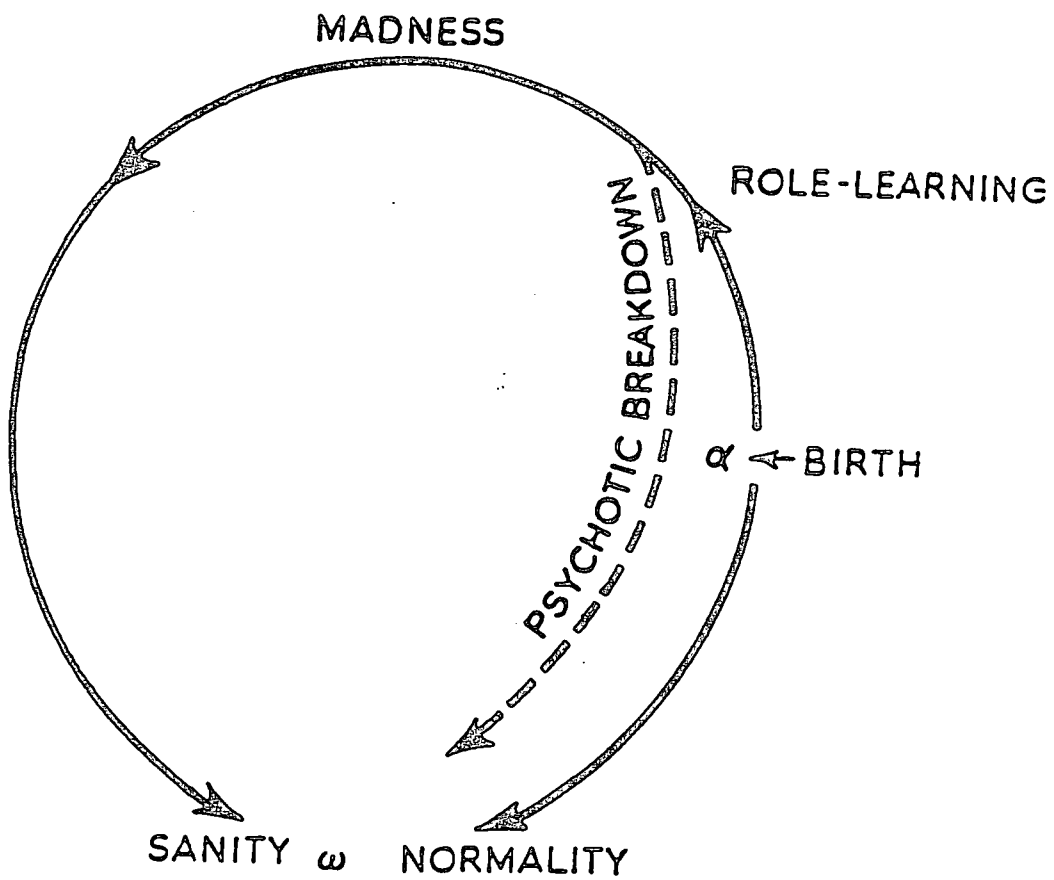 MADNESS
ROLE-LEARNING
PSYCHOTIC BREAKDOWN
α
BIRTH
SANITY ω NORMALITY